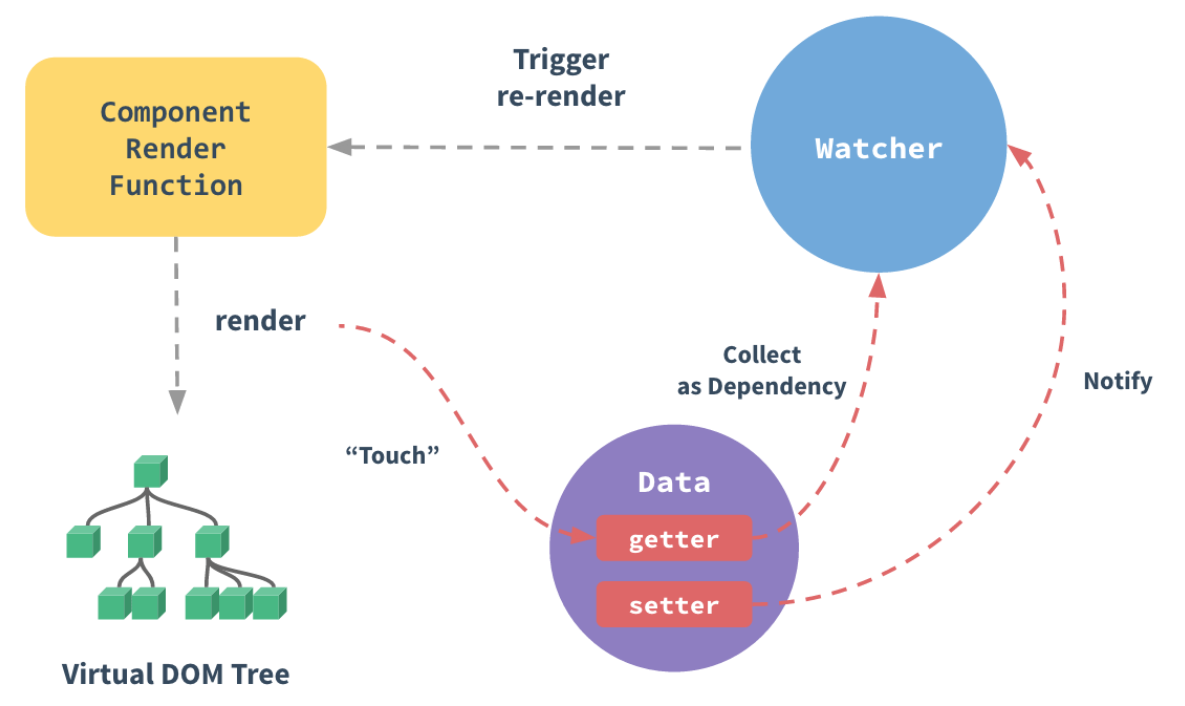 Component
Render
Function
Trigger
re-render
Watcher
render
“Touch”
Collect
as Dependency
Notify
Data
getter
setter
Virtual DOM Tree